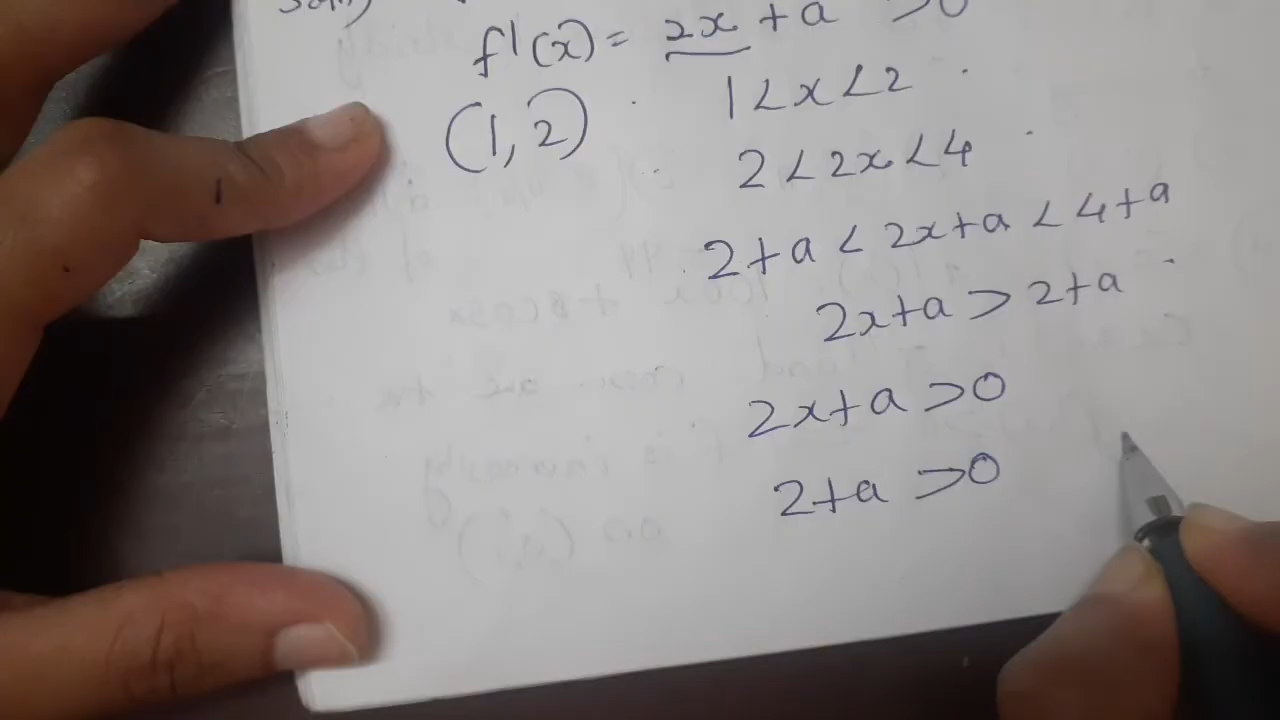 f'(x) = 2x + a > 0
(1, 2) 1 < x < 2
2 < 2x < 4
2+a < 2x+a < 4+a
2x+a > 2+a
2x+a > 0
2+a > 0